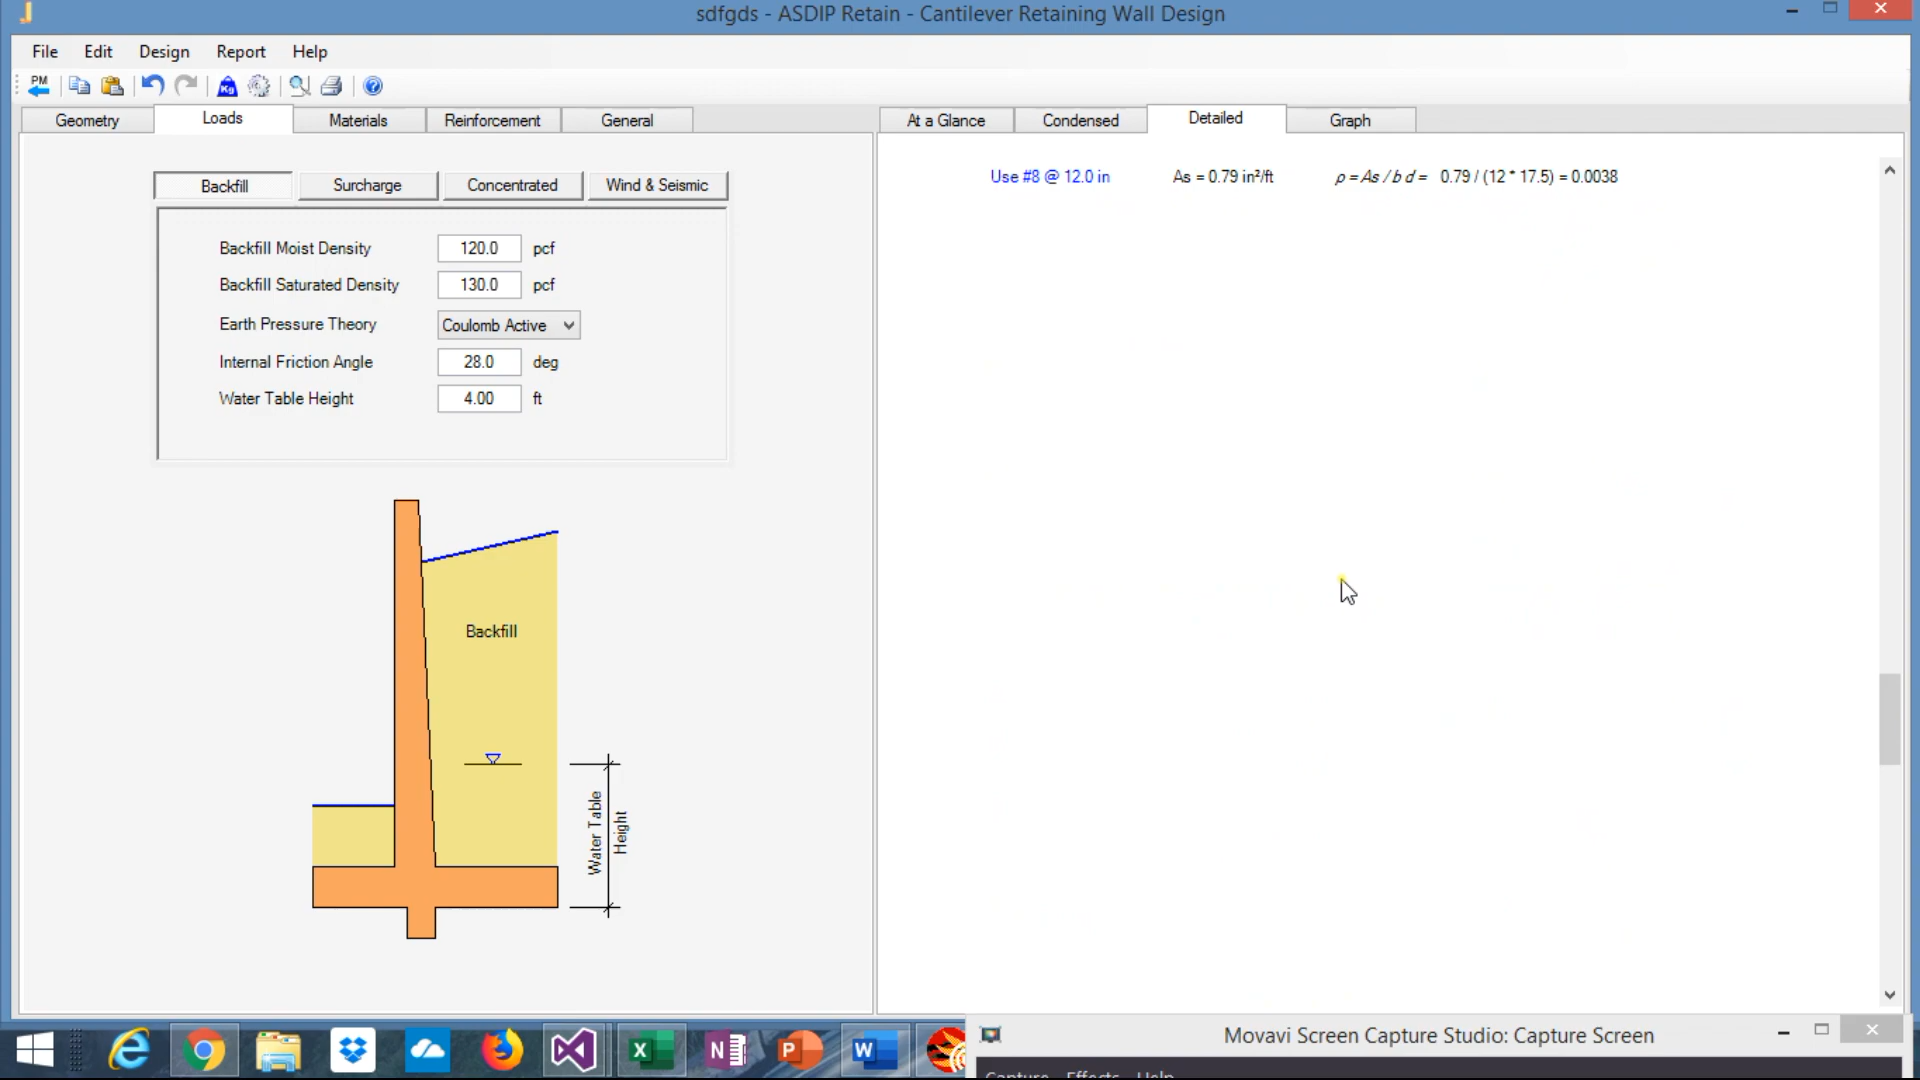 sdfgds - ASDIP Retain - Cantilever Retaining Wall Design
File Edit Design Report Help
PM Kg
Geometry Loads Materials Reinforcement General
At a Glance Condensed Detailed Graph
Backfill Surcharge Concentrated Wind & Seismic
Use #8 @ 12.0 in As = 0.79 in²/ft ρ = As / b d = 0.79 / (12 * 17.5) = 0.0038
Backfill Moist Density 120.0 pcf
Backfill Saturated Density 130.0 pcf
Earth Pressure Theory Coulomb Active
Internal Friction Angle 28.0 deg
Water Table Height 4.00 ft
Backfill
Water Table
Height
Movavi Screen Capture Studio: Capture Screen
Capture Effects Help